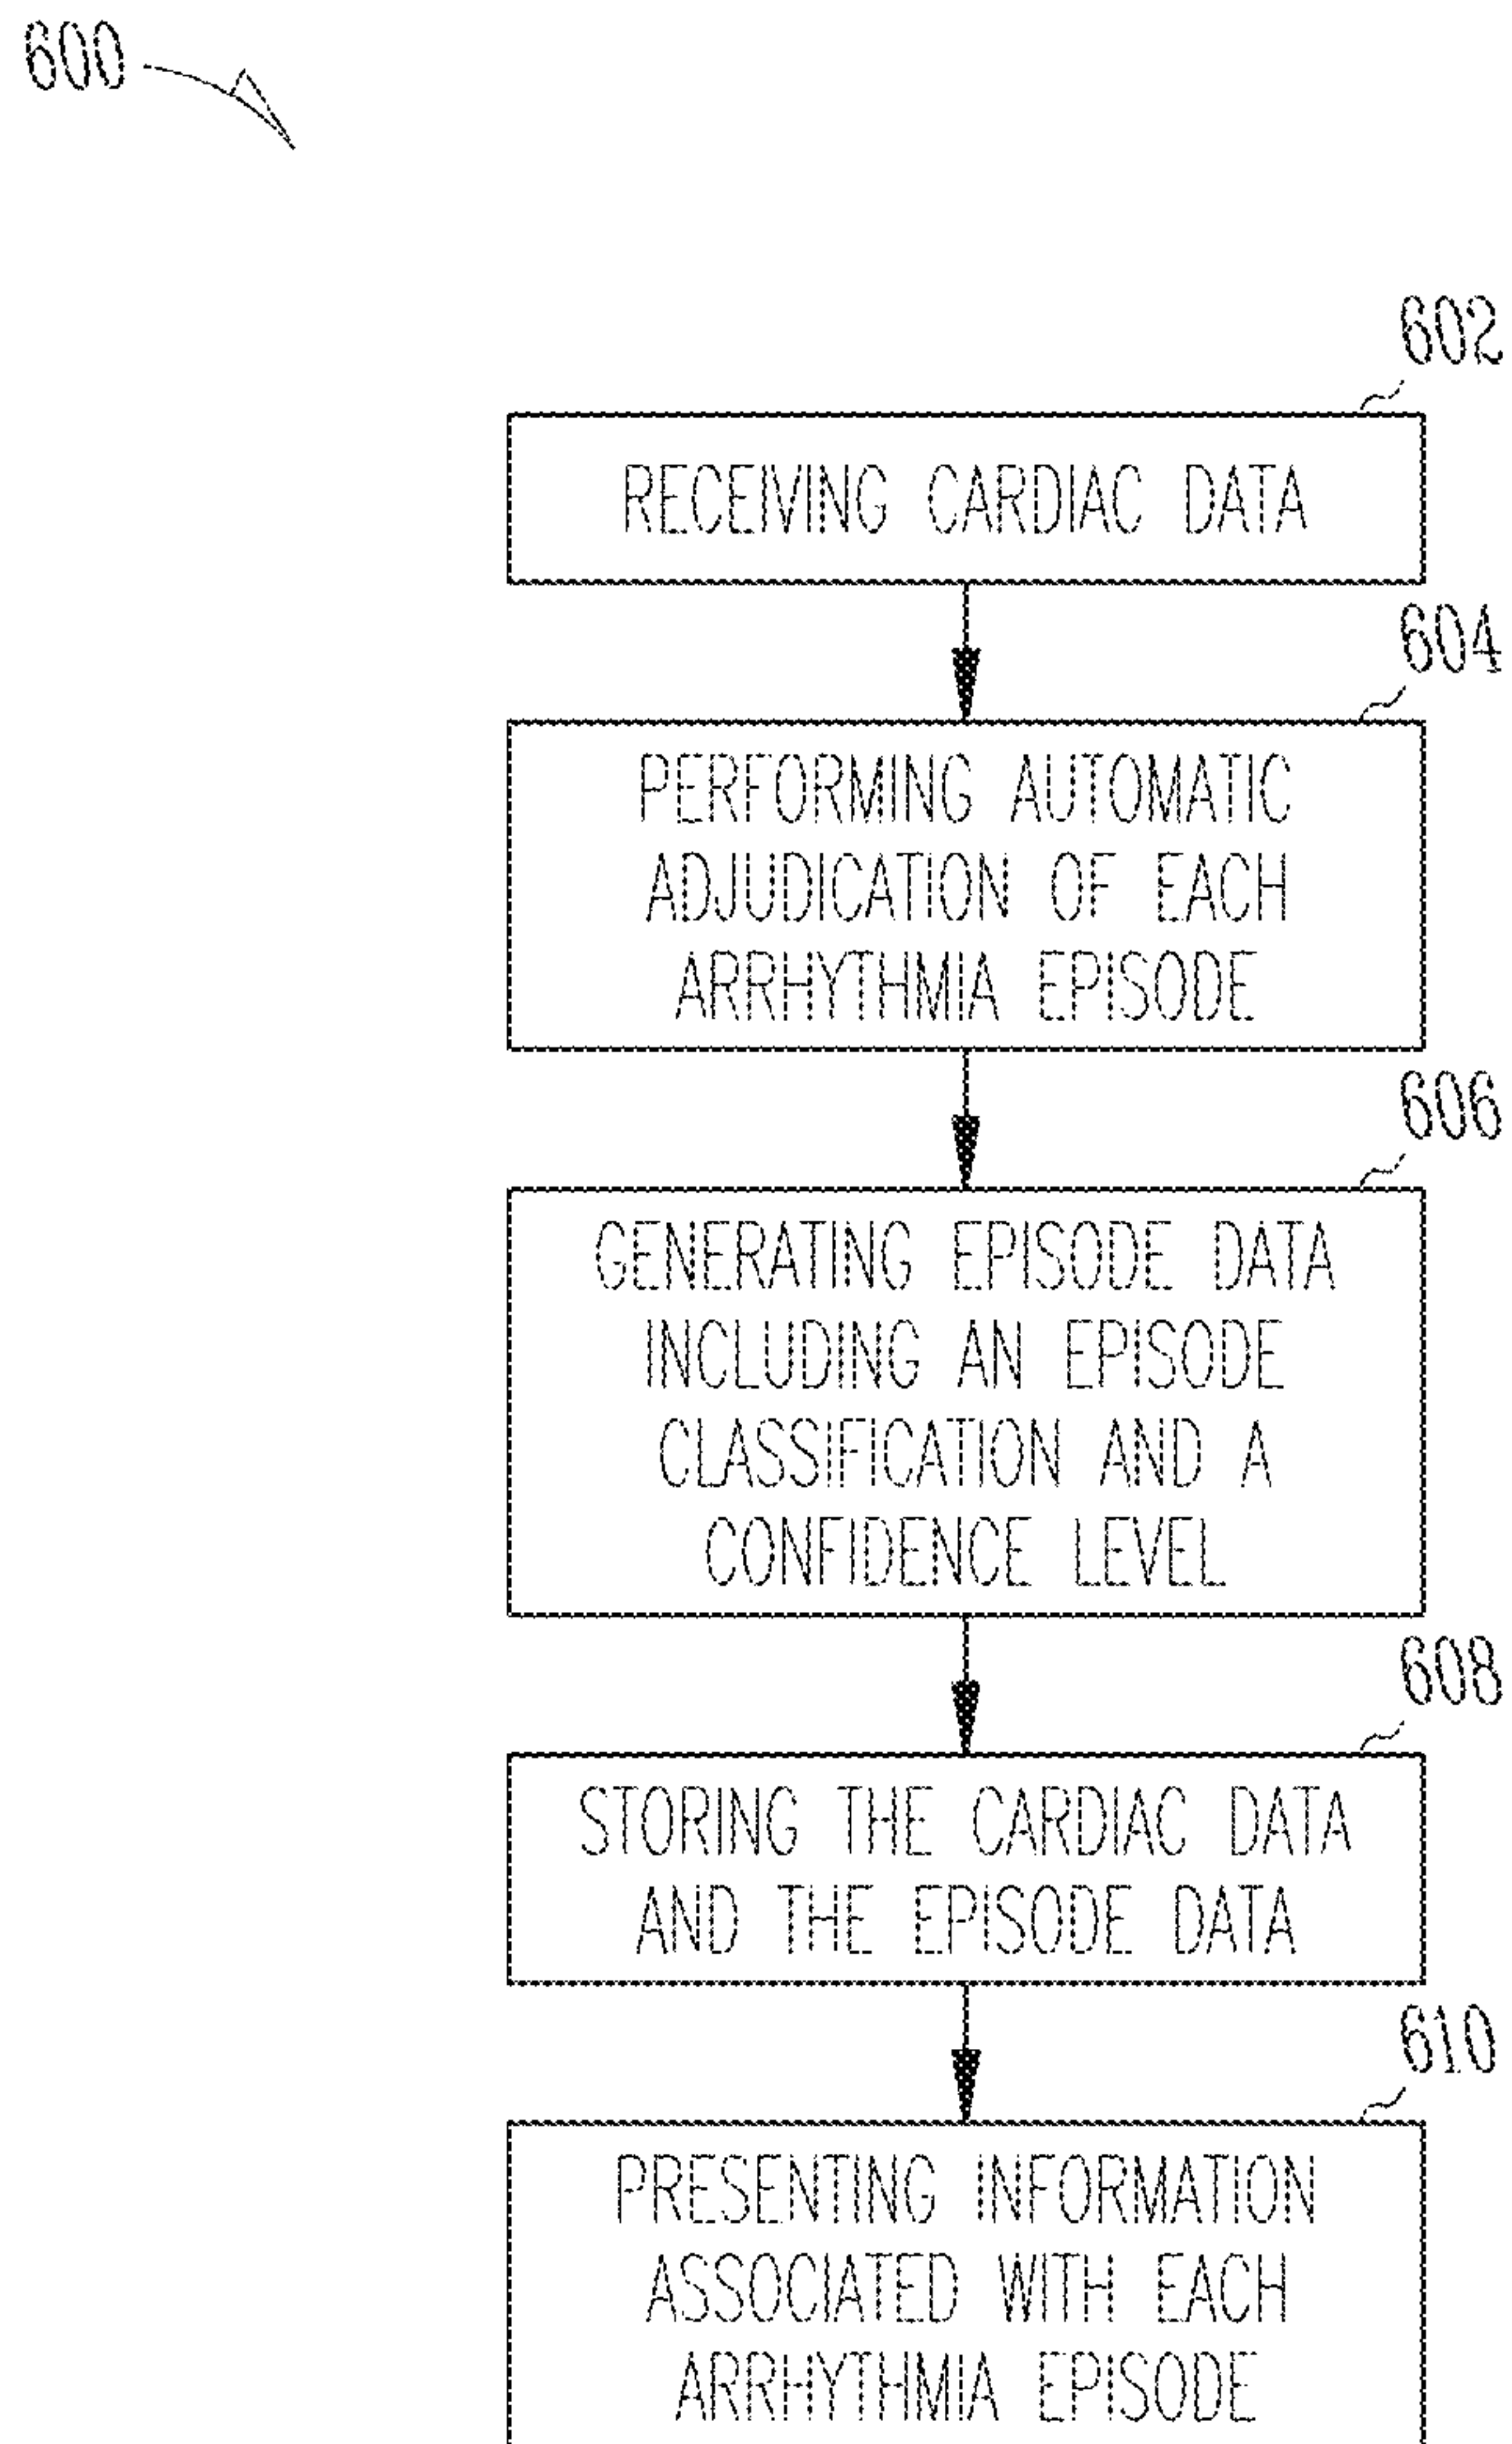 600
602
RECEIVING CARDIAC DATA
604
PERFORMING AUTOMATIC
ADJUDICATION OF EACH
ARRHYTHMIA EPISODE
606
GENERATING EPISODE DATA
INCLUDING AN EPISODE
CLASSIFICATION AND A
CONFIDENCE LEVEL
608
STORING THE CARDIAC DATA
AND THE EPISODE DATA
610
PRESENTING INFORMATION
ASSOCIATED WITH EACH
ARRHYTHMIA EPISODE